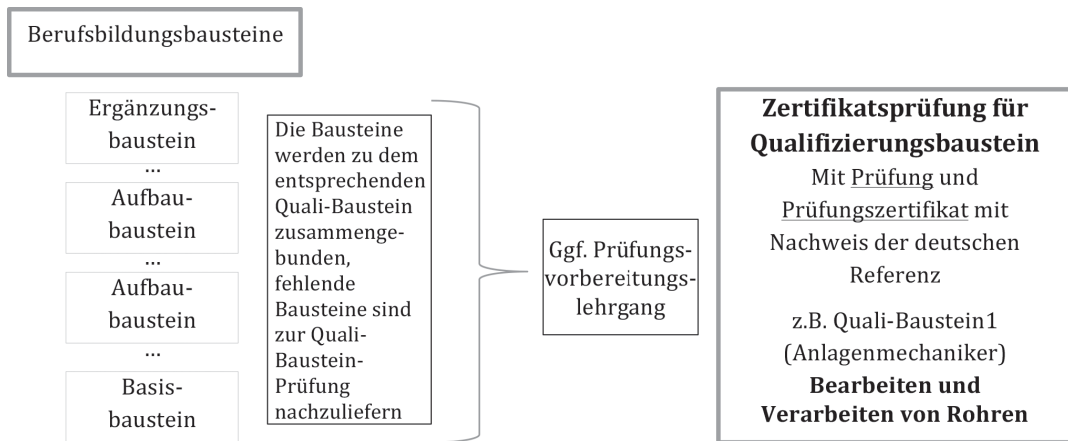 Berufsbildungsbausteine
Ergänzungs-
baustein
...
Aufbau-
baustein
...
Aufbau-
baustein
...
Basis-
baustein
Die Bausteine
werden zu dem
entsprechenden
Quali-Baustein
zusammenge-
bunden,
fehlende
Bausteine sind
zur Quali-
Baustein-
Prüfung
nachzuliefern
Ggf. Prüfungs-
vorbereitungs-
lehrgang
Zertifikatsprüfung für
Qualifizierungsbaustein
Mit Prüfung und
Prüfungszertifikat mit
Nachweis der deutschen
Referenz
z.B. Quali-Baustein1
(Anlagenmechaniker)
Bearbeiten und
Verarbeiten von Rohren